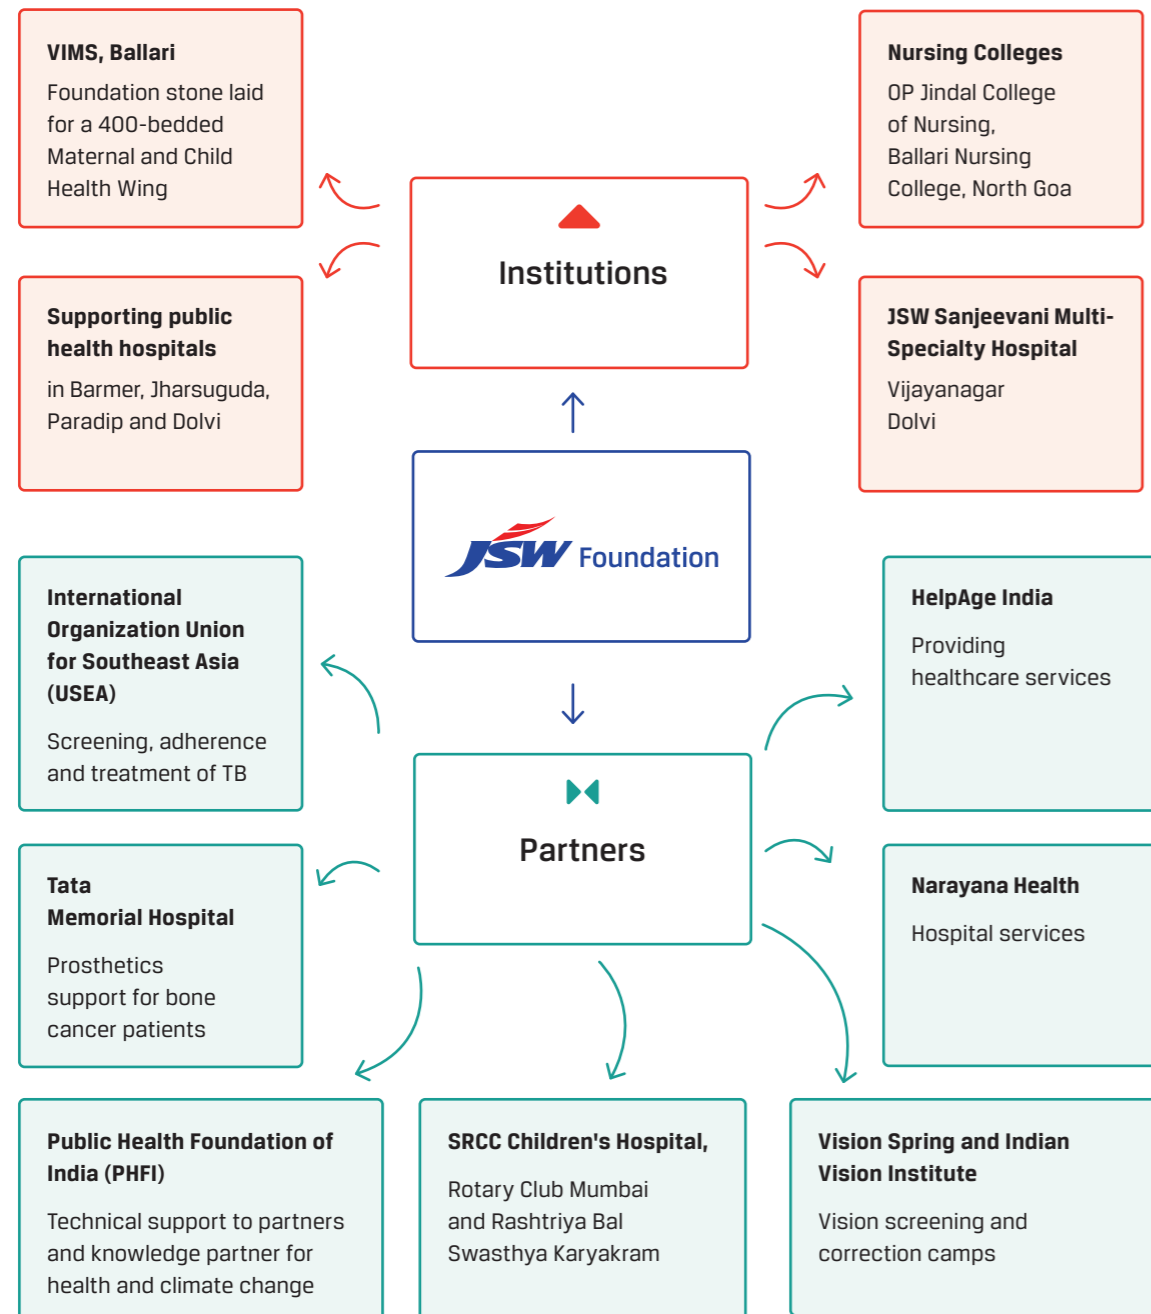 VIMS, Ballari
Foundation stone laid
for a 400-bedded
Maternal and Child
Health Wing
Nursing Colleges
OP Jindal College
of Nursing,
Ballari Nursing
College, North Goa
Institutions
Supporting public
health hospitals
in Barmer, Jharsuguda,
Paradip and Dolvi
JSW Sanjeevani Multi-
Specialty Hospital
Vijayanagar
Dolvi
JSW Foundation
International
Organization Union
for Southeast Asia
(USEA)
Screening, adherence
and treatment of TB
HelpAge India
Providing
healthcare services
Partners
Tata
Memorial Hospital
Prosthetics
support for bone
cancer patients
Narayana Health
Hospital services
Public Health Foundation of
India (PHFI)
Technical support to partners
and knowledge partner for
health and climate change
SRCC Children's Hospital,
Rotary Club Mumbai
and Rashtriya Bal
Swasthya Karyakram
Vision Spring and Indian
Vision Institute
Vision screening and
correction camps